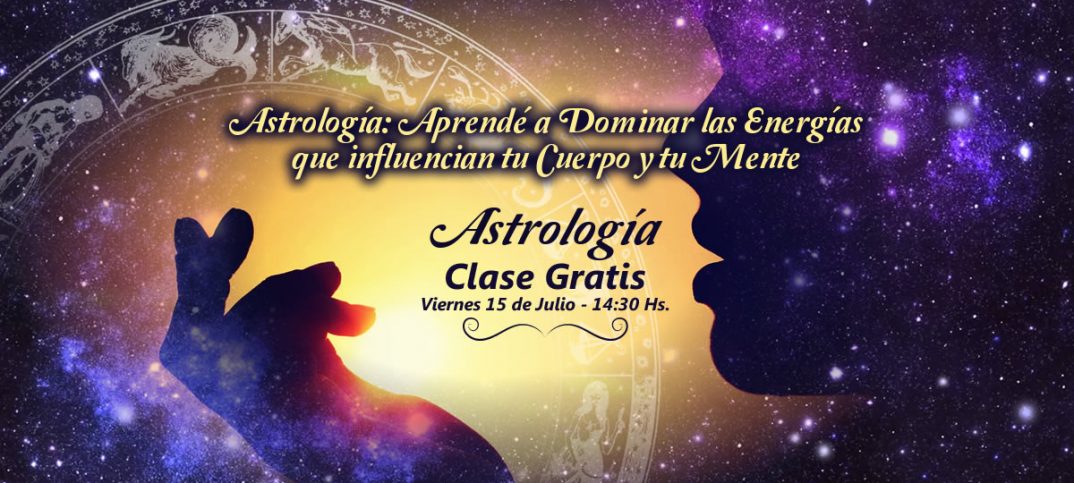 Astrología: Aprendé a Dominar las Energías
que influencian tu Cuerpo y tu Mente
Astrología
Clase Gratis
Viernes 15 de Julio - 14:30 Hs.